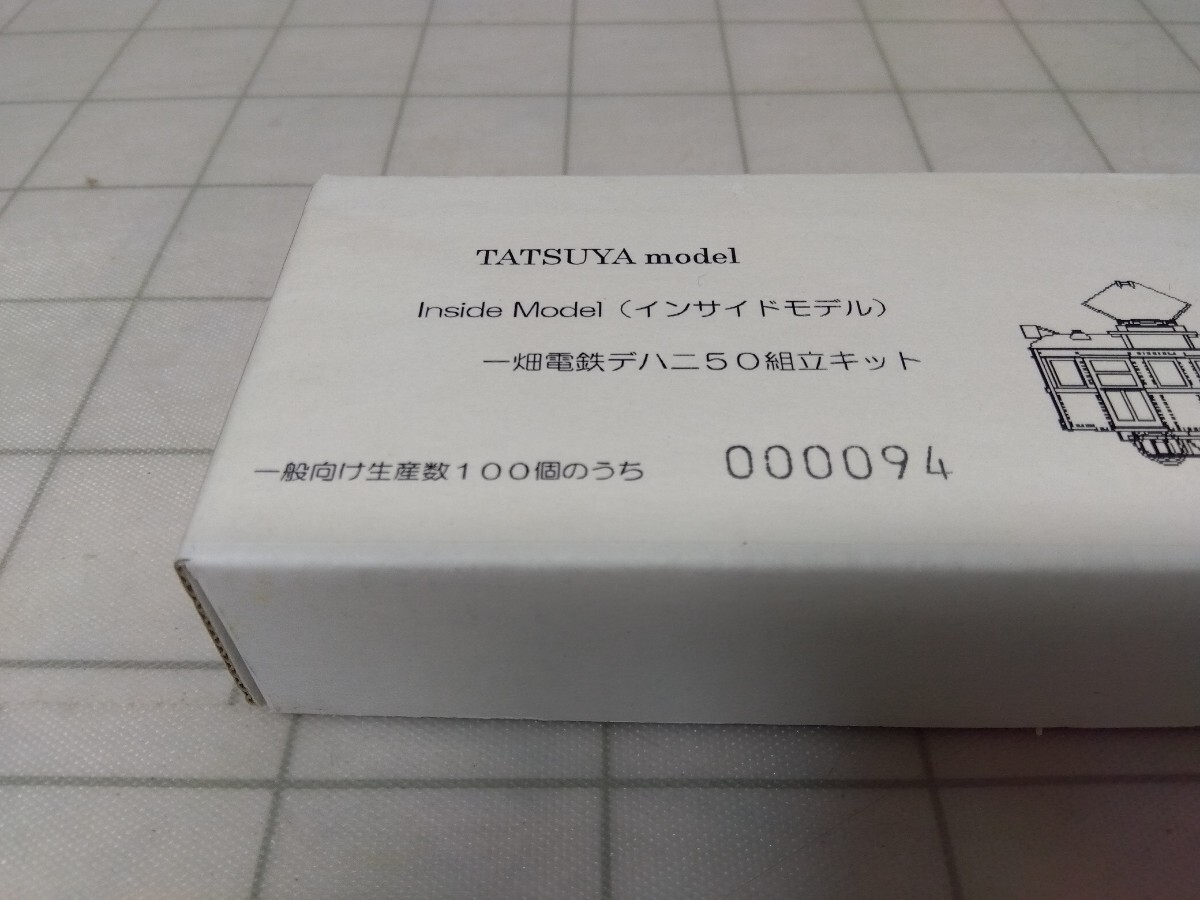 TATSUYA model
Inside Model（インサイドモデル）
一畑電鉄デハニ５０組立キット
一般向け生産数１００個のうち 000094